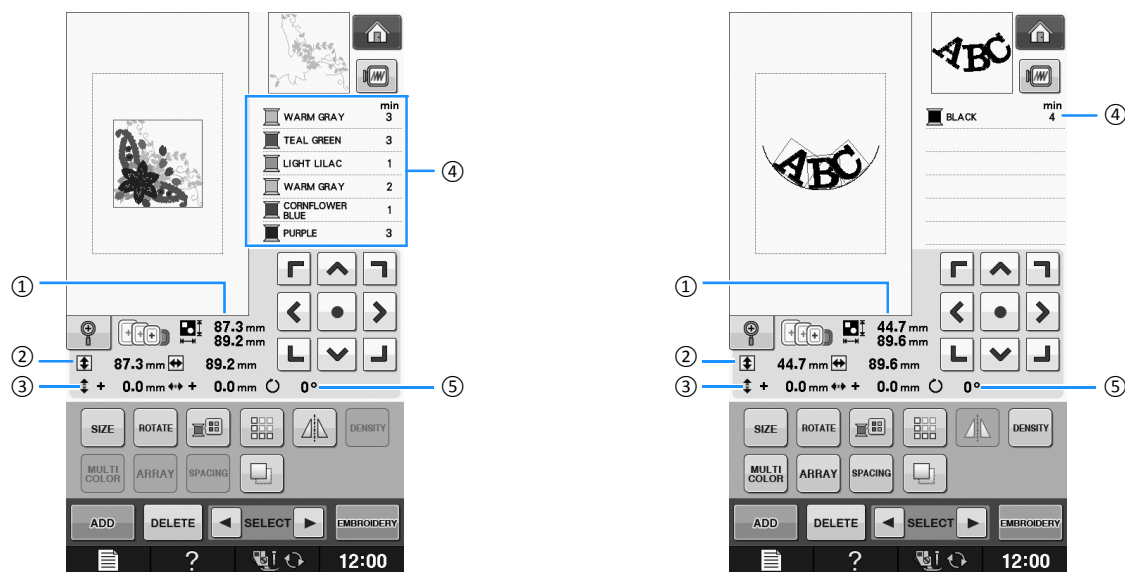 min
WARM GRAY 3
TEAL GREEN 3
LIGHT LILAC 1
WARM GRAY 2
CORNFLOWER
BLUE 1
PURPLE 3
④
①
87.3 mm
89.2 mm
②
87.3 mm 89.2 mm
③
+ 0.0 mm + 0.0 mm 0° ⑤
SIZE ROTATE DENSITY
MULTI
COLOR ARRAY SPACING
ADD DELETE SELECT EMBROIDERY
? 12:00
ABC
min
BLACK 4 ④
ABC
①
44.7 mm
89.6 mm
②
44.7 mm 89.6 mm
③
+ 0.0 mm + 0.0 mm 0° ⑤
SIZE ROTATE DENSITY
MULTI
COLOR ARRAY SPACING
ADD DELETE SELECT EMBROIDERY
? 12:00